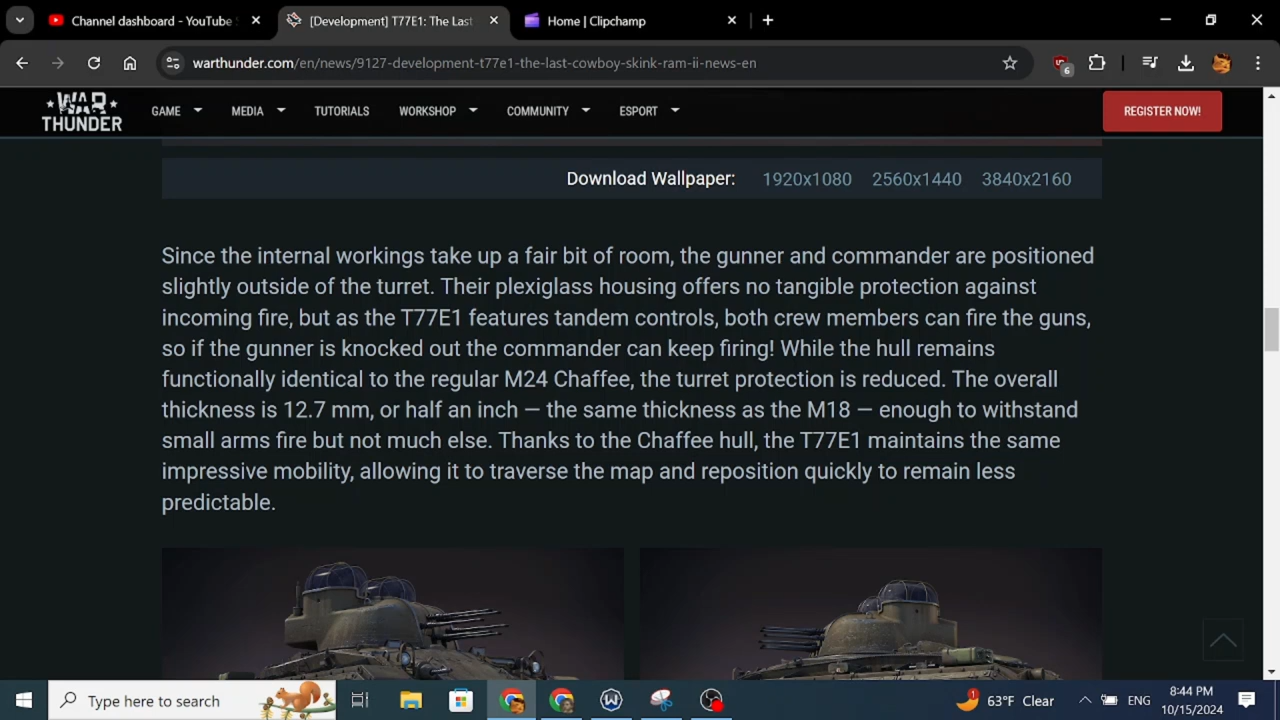 Channel dashboard - YouTube
[Development] T77E1: The Last
Home | Clipchamp
warthunder.com/en/news/9127-development-t77e1-the-last-cowboy-skink-ram-ii-news-en
6
WAR
THUNDER
GAME
MEDIA
TUTORIALS
WORKSHOP
COMMUNITY
ESPORT
REGISTER NOW!
Download Wallpaper: 1920x1080 2560x1440 3840x2160
Since the internal workings take up a fair bit of room, the gunner and commander are positioned
slightly outside of the turret. Their plexiglass housing offers no tangible protection against
incoming fire, but as the T77E1 features tandem controls, both crew members can fire the guns,
so if the gunner is knocked out the commander can keep firing! While the hull remains
functionally identical to the regular M24 Chaffee, the turret protection is reduced. The overall
thickness is 12.7 mm, or half an inch — the same thickness as the M18 — enough to withstand
small arms fire but not much else. Thanks to the Chaffee hull, the T77E1 maintains the same
impressive mobility, allowing it to traverse the map and reposition quickly to remain less
predictable.
Type here to search
1
63°F Clear
ENG
8:44 PM
10/15/2024